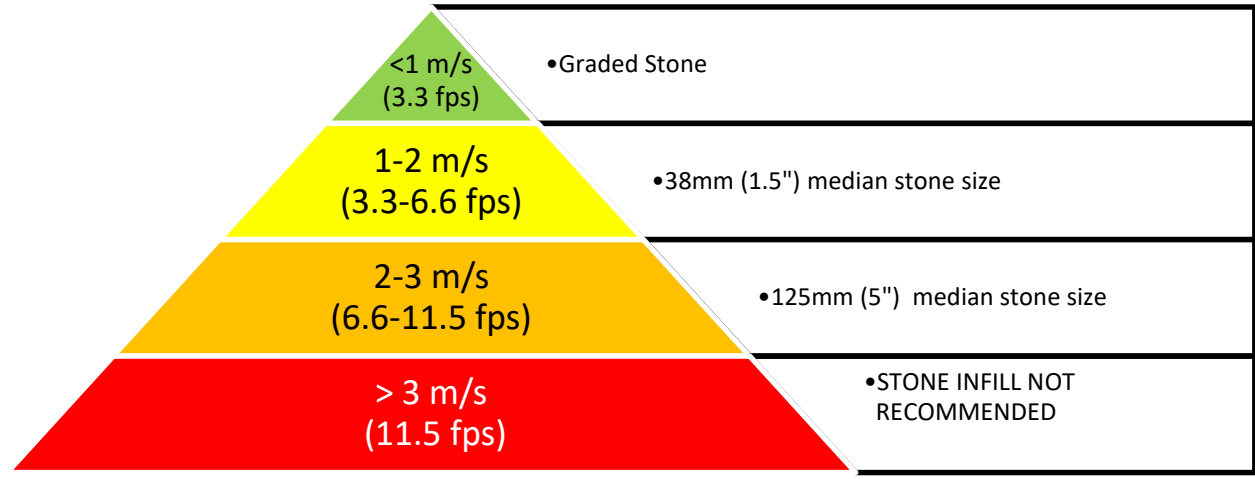 <1 m/s
(3.3 fps)
•Graded Stone
1-2 m/s
(3.3-6.6 fps)
•38mm (1.5") median stone size
2-3 m/s
(6.6-11.5 fps)
•125mm (5")  median stone size
> 3 m/s
(11.5 fps)
•STONE INFILL NOT
RECOMMENDED